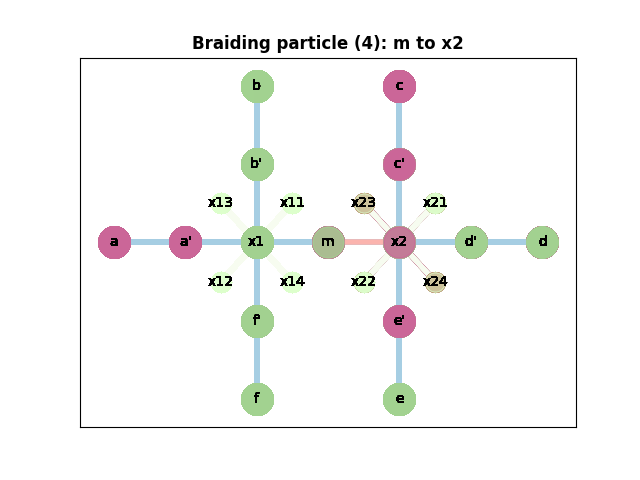 Braiding particle (4): m to x2
b c
b' c'
x13 x11 x23 x21
a a' x1 m x2 d' d
x12 x14 x22 x24
f' e'
f e